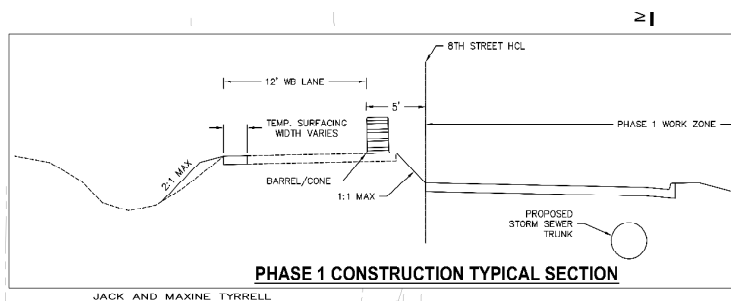 ≥
8TH STREET HCL
12' WB LANE
5'
TEMP. SURFACING
WIDTH VARIES
PHASE 1 WORK ZONE
2:1 MAX
BARREL/CONE
1:1 MAX
PROPOSED
STORM SEWER
TRUNK
PHASE 1 CONSTRUCTION TYPICAL SECTION
JACK AND MAXINE TYRRELL